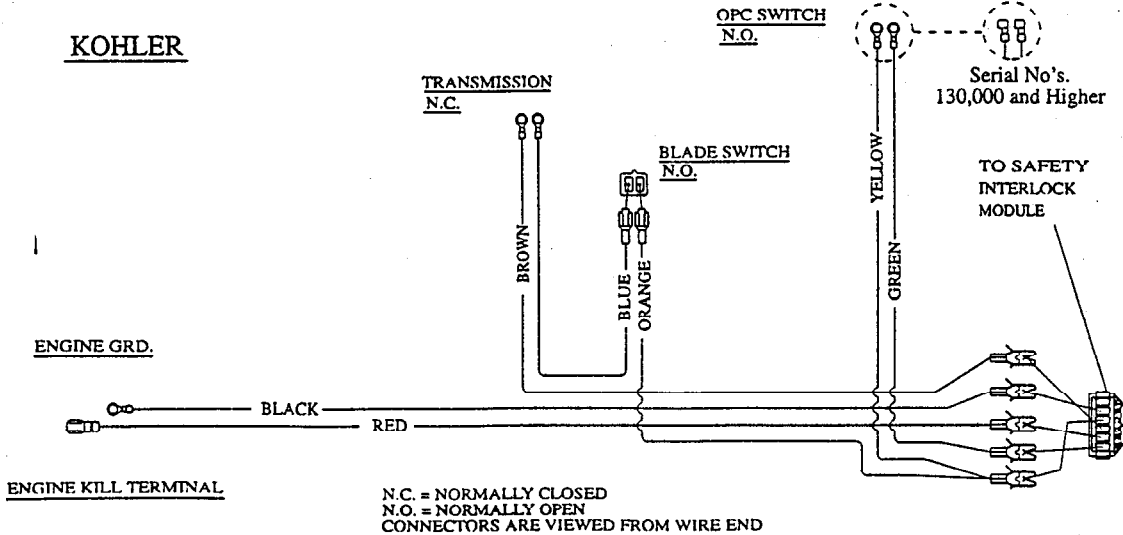 KOHLER
OPC SWITCH
N.O.
Serial No's.
130,000 and Higher
TRANSMISSION
N.C.
BLADE SWITCH
N.O.
TO SAFETY
INTERLOCK
MODULE
YELLOW
GREEN
BROWN
BLUE
ORANGE
ENGINE GRD.
BLACK
RED
ENGINE KILL TERMINAL
N.C. = NORMALLY CLOSED
N.O. = NORMALLY OPEN
CONNECTORS ARE VIEWED FROM WIRE END